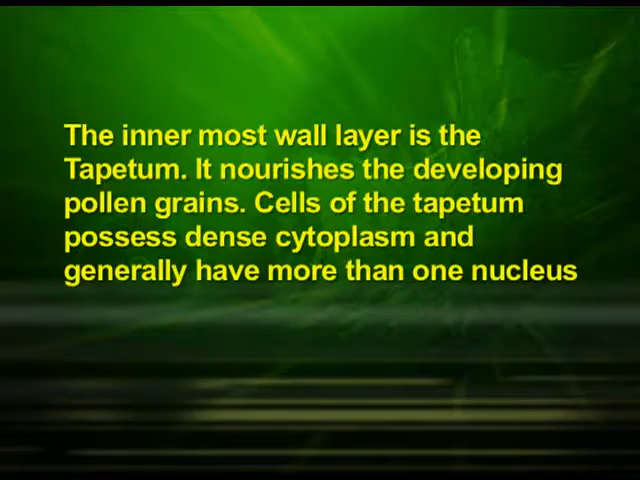 The inner most wall layer is the
Tapetum. It nourishes the developing
pollen grains. Cells of the tapetum
possess dense cytoplasm and
generally have more than one nucleus